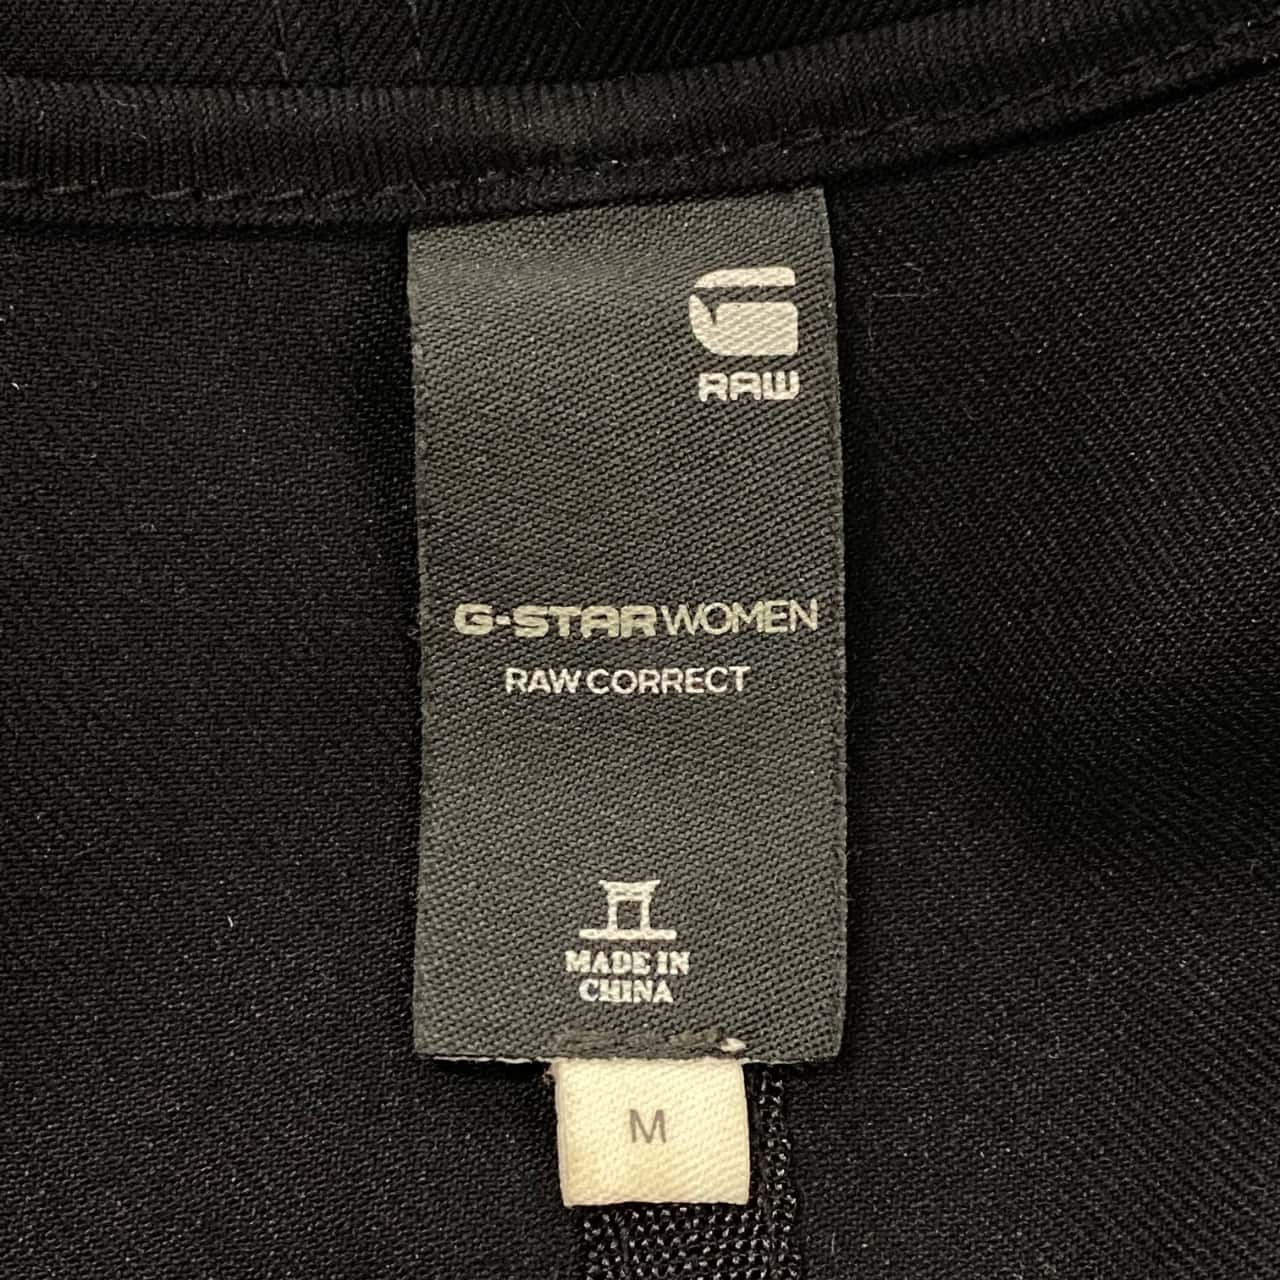 RAW
G-STAR WOMEN
RAW CORRECT
MADE IN
CHINA
M